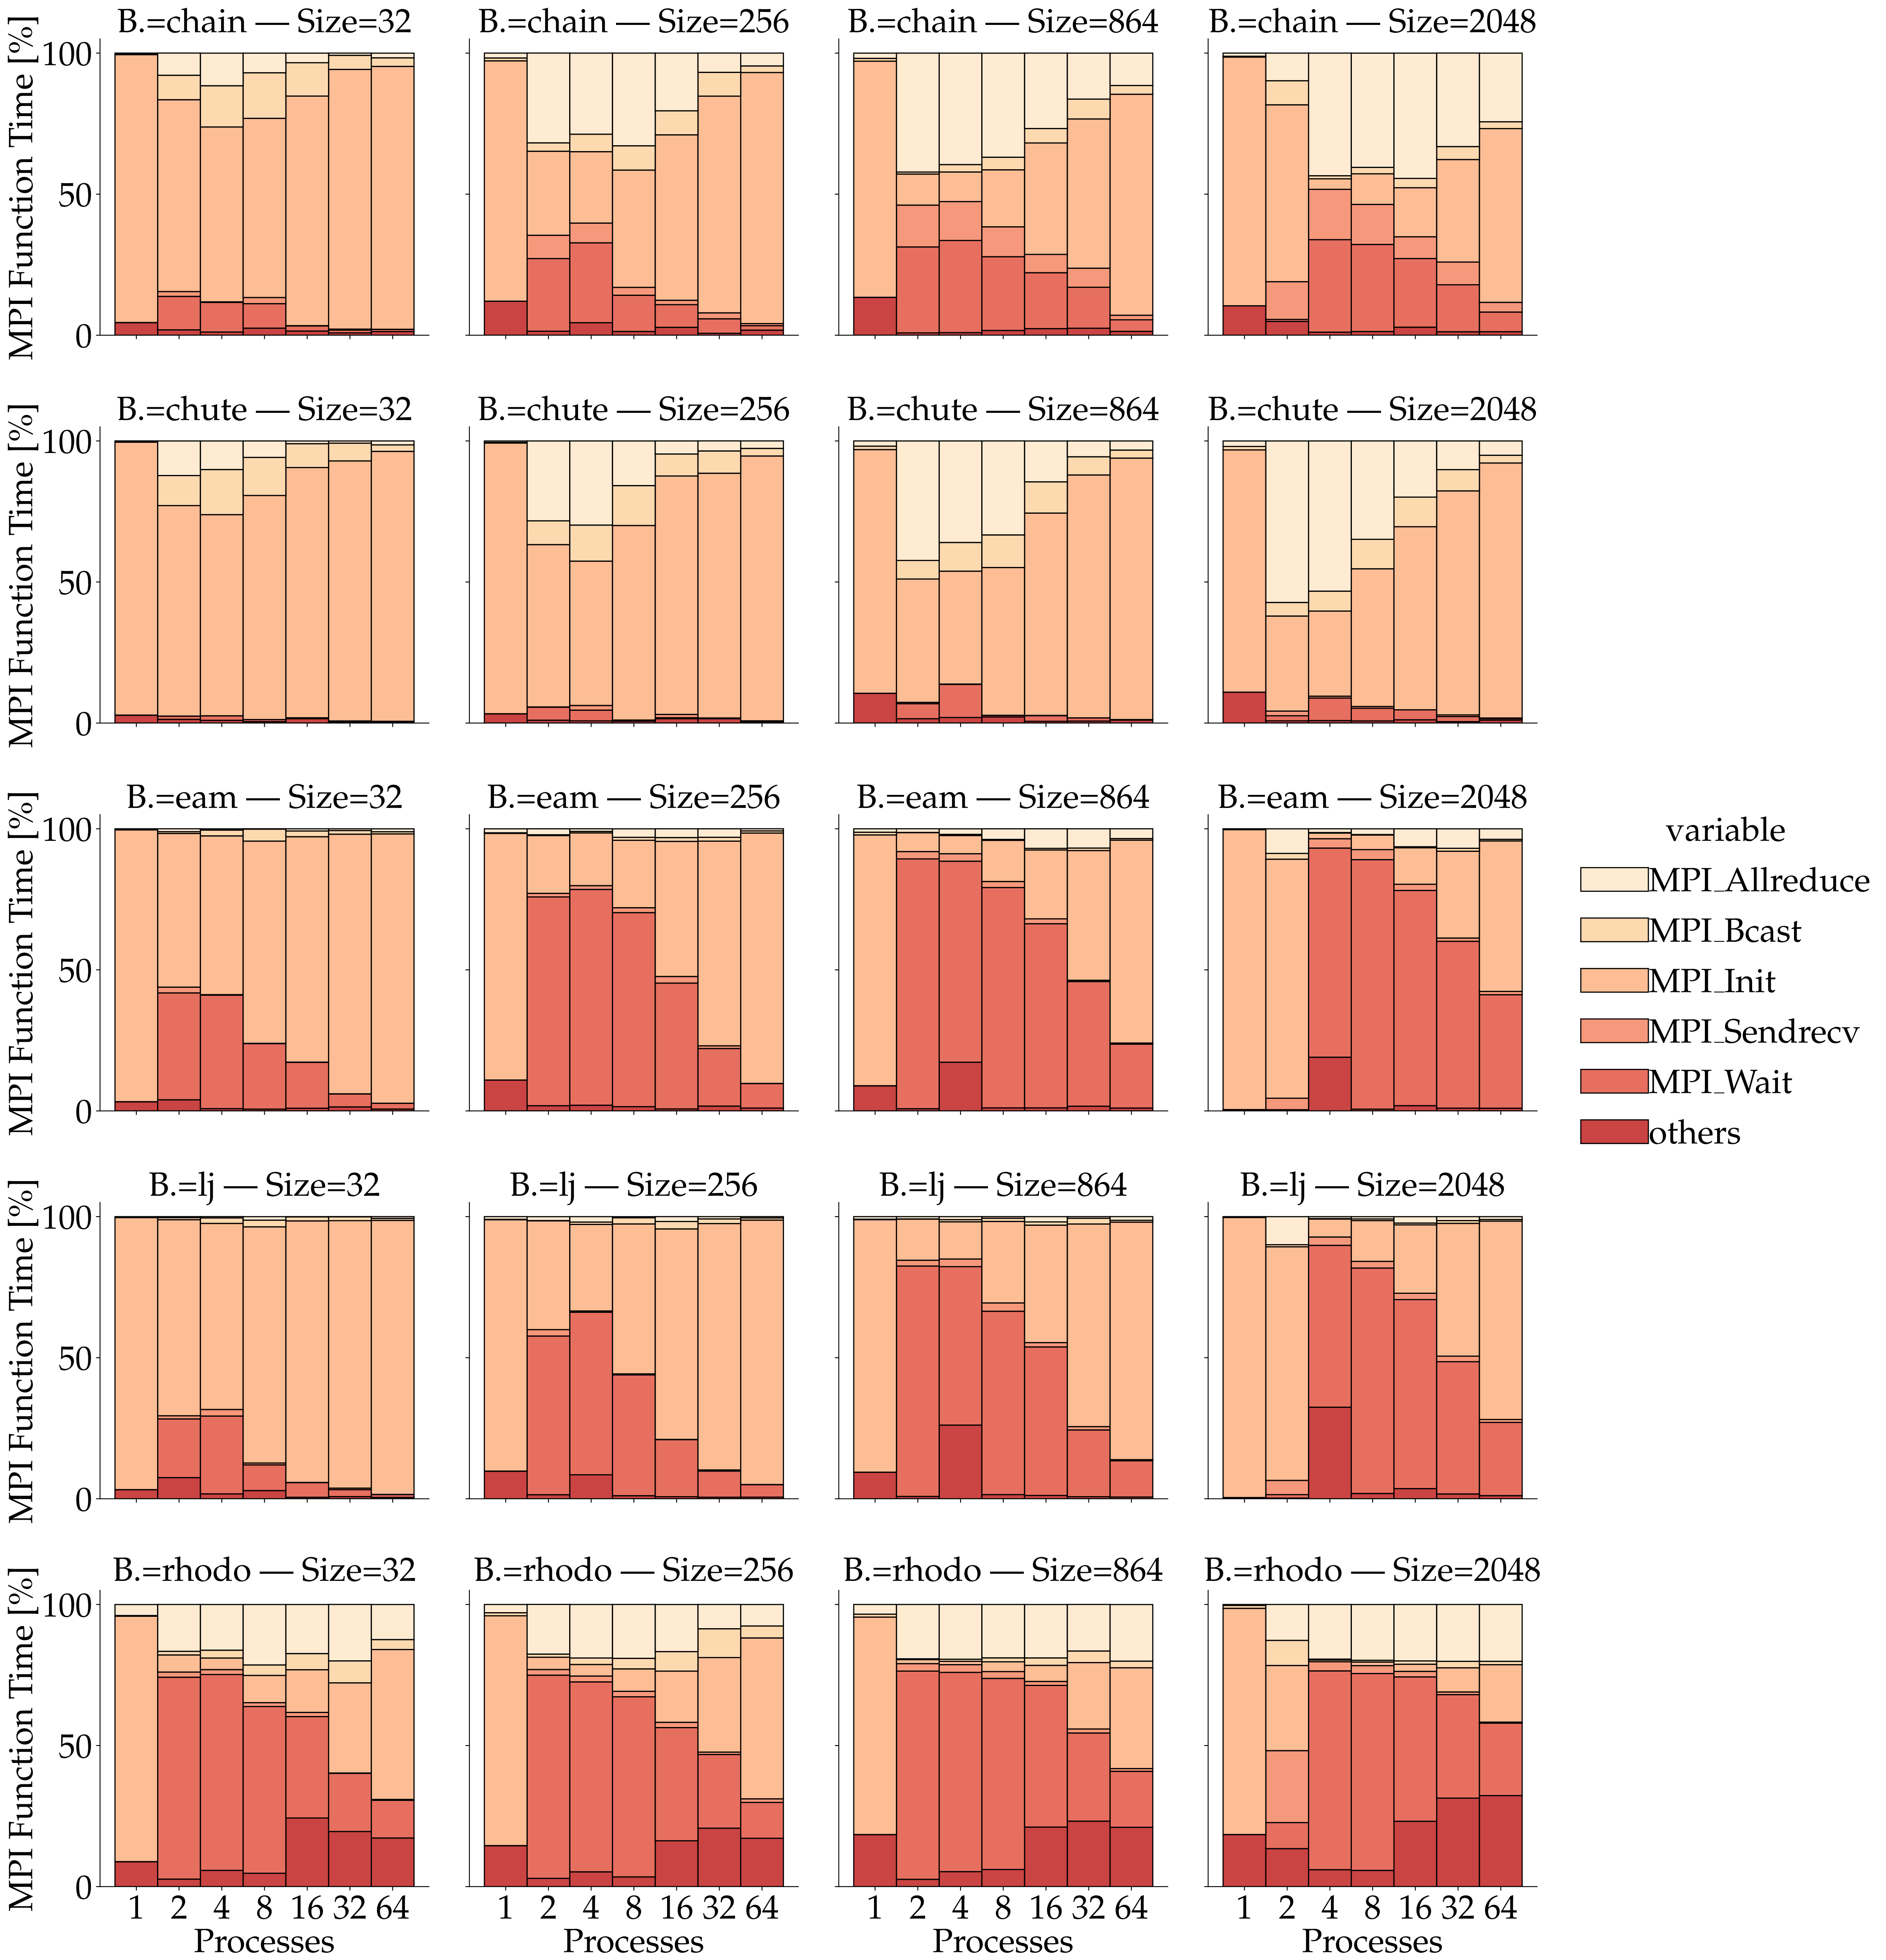 B.=chain — Size=32
B.=chain — Size=256
B.=chain — Size=864
B.=chain — Size=2048
MPI Function Time [%]
100
50
0
B.=chute — Size=32
B.=chute — Size=256
B.=chute — Size=864
B.=chute — Size=2048
MPI Function Time [%]
100
50
0
B.=eam — Size=32
B.=eam — Size=256
B.=eam — Size=864
B.=eam — Size=2048
MPI Function Time [%]
100
50
0
variable
MPI_Allreduce
MPI_Bcast
MPI_Init
MPI_Sendrecv
MPI_Wait
others
B.=lj — Size=32
B.=lj — Size=256
B.=lj — Size=864
B.=lj — Size=2048
MPI Function Time [%]
100
50
0
B.=rhodo — Size=32
B.=rhodo — Size=256
B.=rhodo — Size=864
B.=rhodo — Size=2048
MPI Function Time [%]
100
50
0
1 2 4 8 16 32 64
Processes
1 2 4 8 16 32 64
Processes
1 2 4 8 16 32 64
Processes
1 2 4 8 16 32 64
Processes